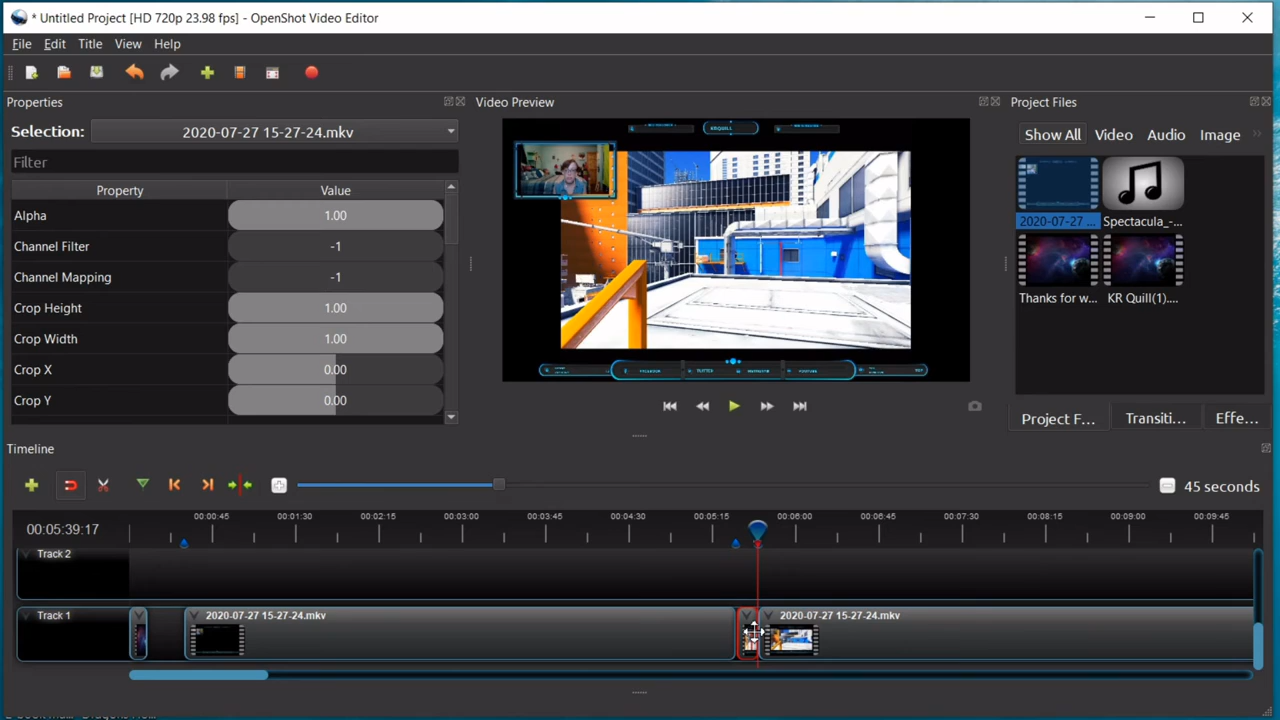 * Untitled Project [HD 720p 23.98 fps] - OpenShot Video Editor
File Edit Title View Help
Properties
Video Preview
Project Files
Selection: 2020-07-27 15-27-24.mkv
Show All Video Audio Image
Filter
Property Value
Alpha 1.00
Channel Filter -1
Channel Mapping -1
Crop Height 1.00
Crop Width 1.00
Crop X 0.00
Crop Y 0.00
KRQUILL
FACEBOOK TWITTER YOUTUBE
2020-07-27 ... Spectacula_-...
Thanks for w... KR Quill(1)....
Project F... Transiti... Effe...
Timeline
45 seconds
00:05:39:17
00:00:45 00:01:30 00:02:15 00:03:00 00:03:45 00:04:30 00:05:15 00:06:00 00:06:45 00:07:30 00:08:15 00:09:00 00:09:45
Track 2
Track 1
2020-07-27 15-27-24.mkv 2020-07-27 15-27-24.mkv